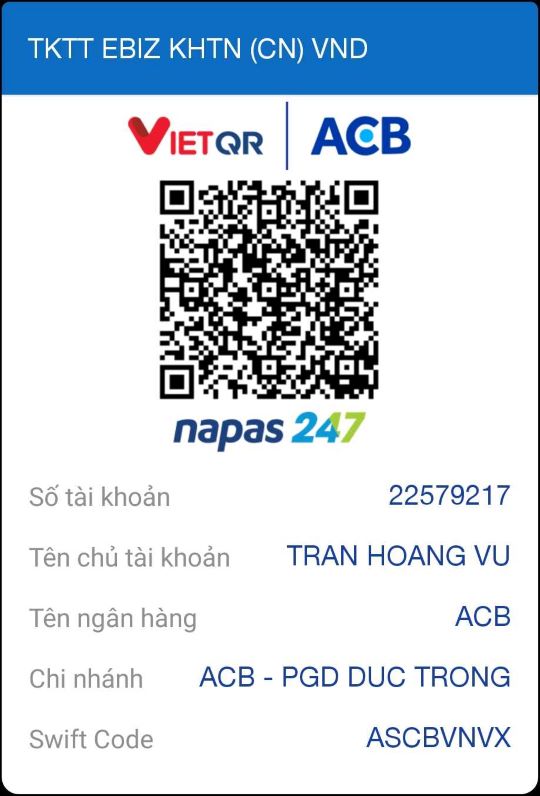 TKTT EBIZ KHTN (CN) VND
VIETQR ACB
napas 247
Số tài khoản 22579217
Tên chủ tài khoản TRAN HOANG VU
Tên ngân hàng ACB
Chi nhánh ACB - PGD DUC TRONG
Swift Code ASCBVNVX